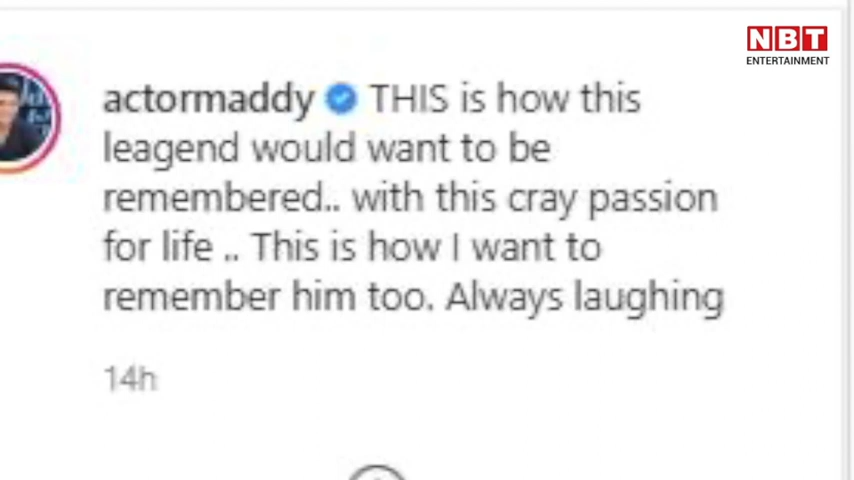 NBT
ENTERTAINMENT
actormaddy THIS is how this
leagend would want to be
remembered.. with this cray passion
for life .. This is how I want to
remember him too. Always laughing
14h